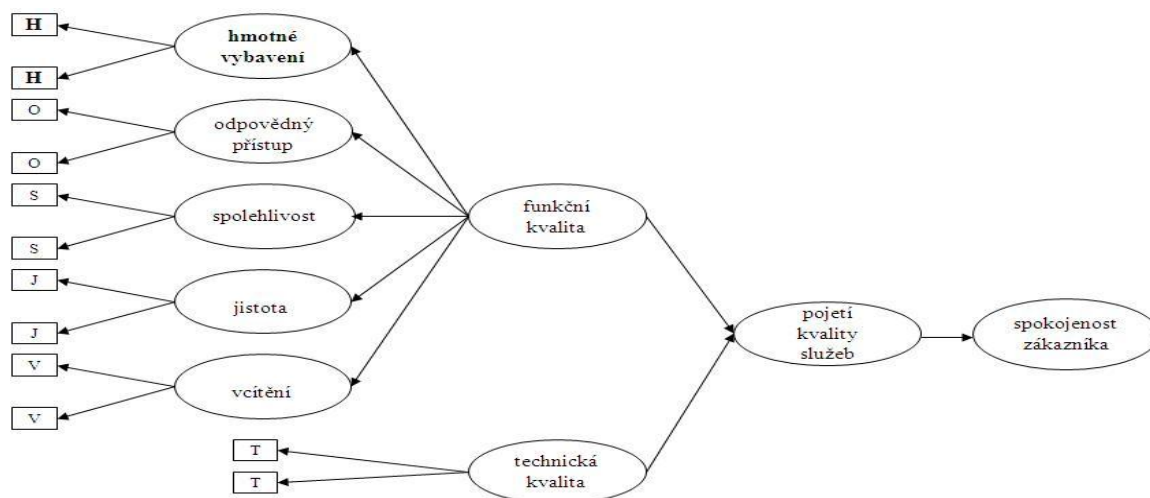 H
hmotné
vybavení
H
O
odpovědný
přístup
O
S
spolehlivost
S
funkční
kvalita
J
jistota
J
pojetí
kvality
služeb
spokojenost
zákazníka
V
vcítění
V
T
technická
kvalita
T